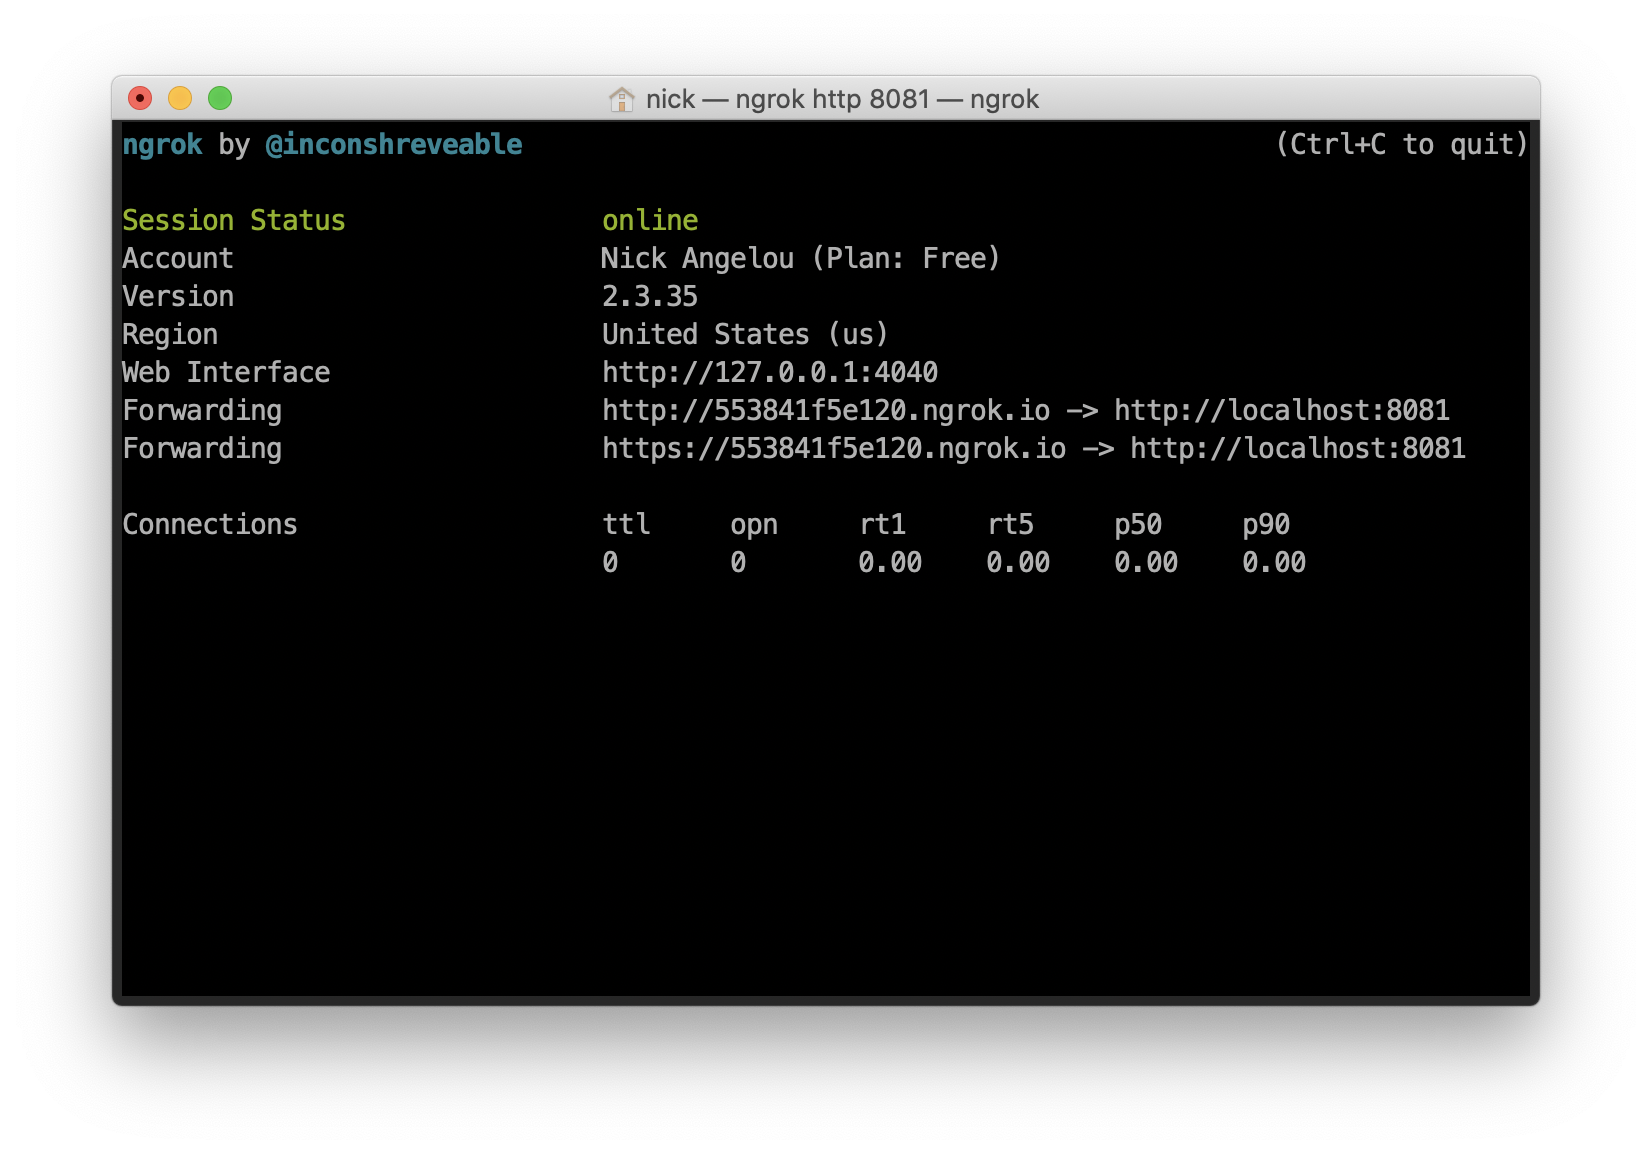 nick — ngrok http 8081 — ngrok
ngrok by @inconshreveable (Ctrl+C to quit)
Session Status online
Account Nick Angelou (Plan: Free)
Version 2.3.35
Region United States (us)
Web Interface http://127.0.0.1:4040
Forwarding http://553841f5e120.ngrok.io -> http://localhost:8081
Forwarding https://553841f5e120.ngrok.io -> http://localhost:8081
Connections ttl opn rt1 rt5 p50 p90
0 0 0.00 0.00 0.00 0.00